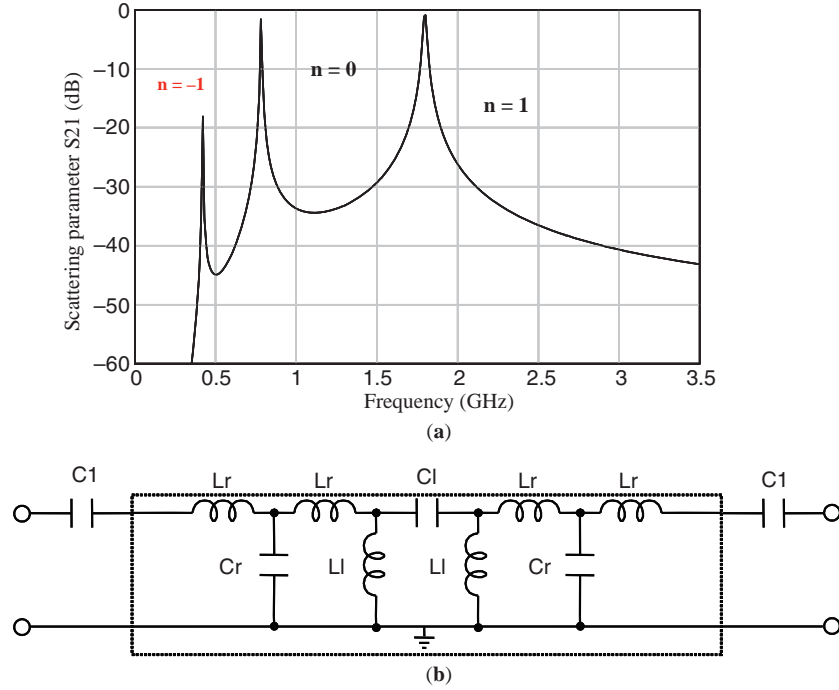 0
−10
−20
−30
−40
−50
−60
Scattering parameter S21 (dB)
n = −1
n = 0
n = 1
0 0.5 1 1.5 2 2.5 3 3.5
Frequency (GHz)
(a)
C1 Lr Lr Cl Lr Lr C1
Cr Ll Ll Cr
(b)